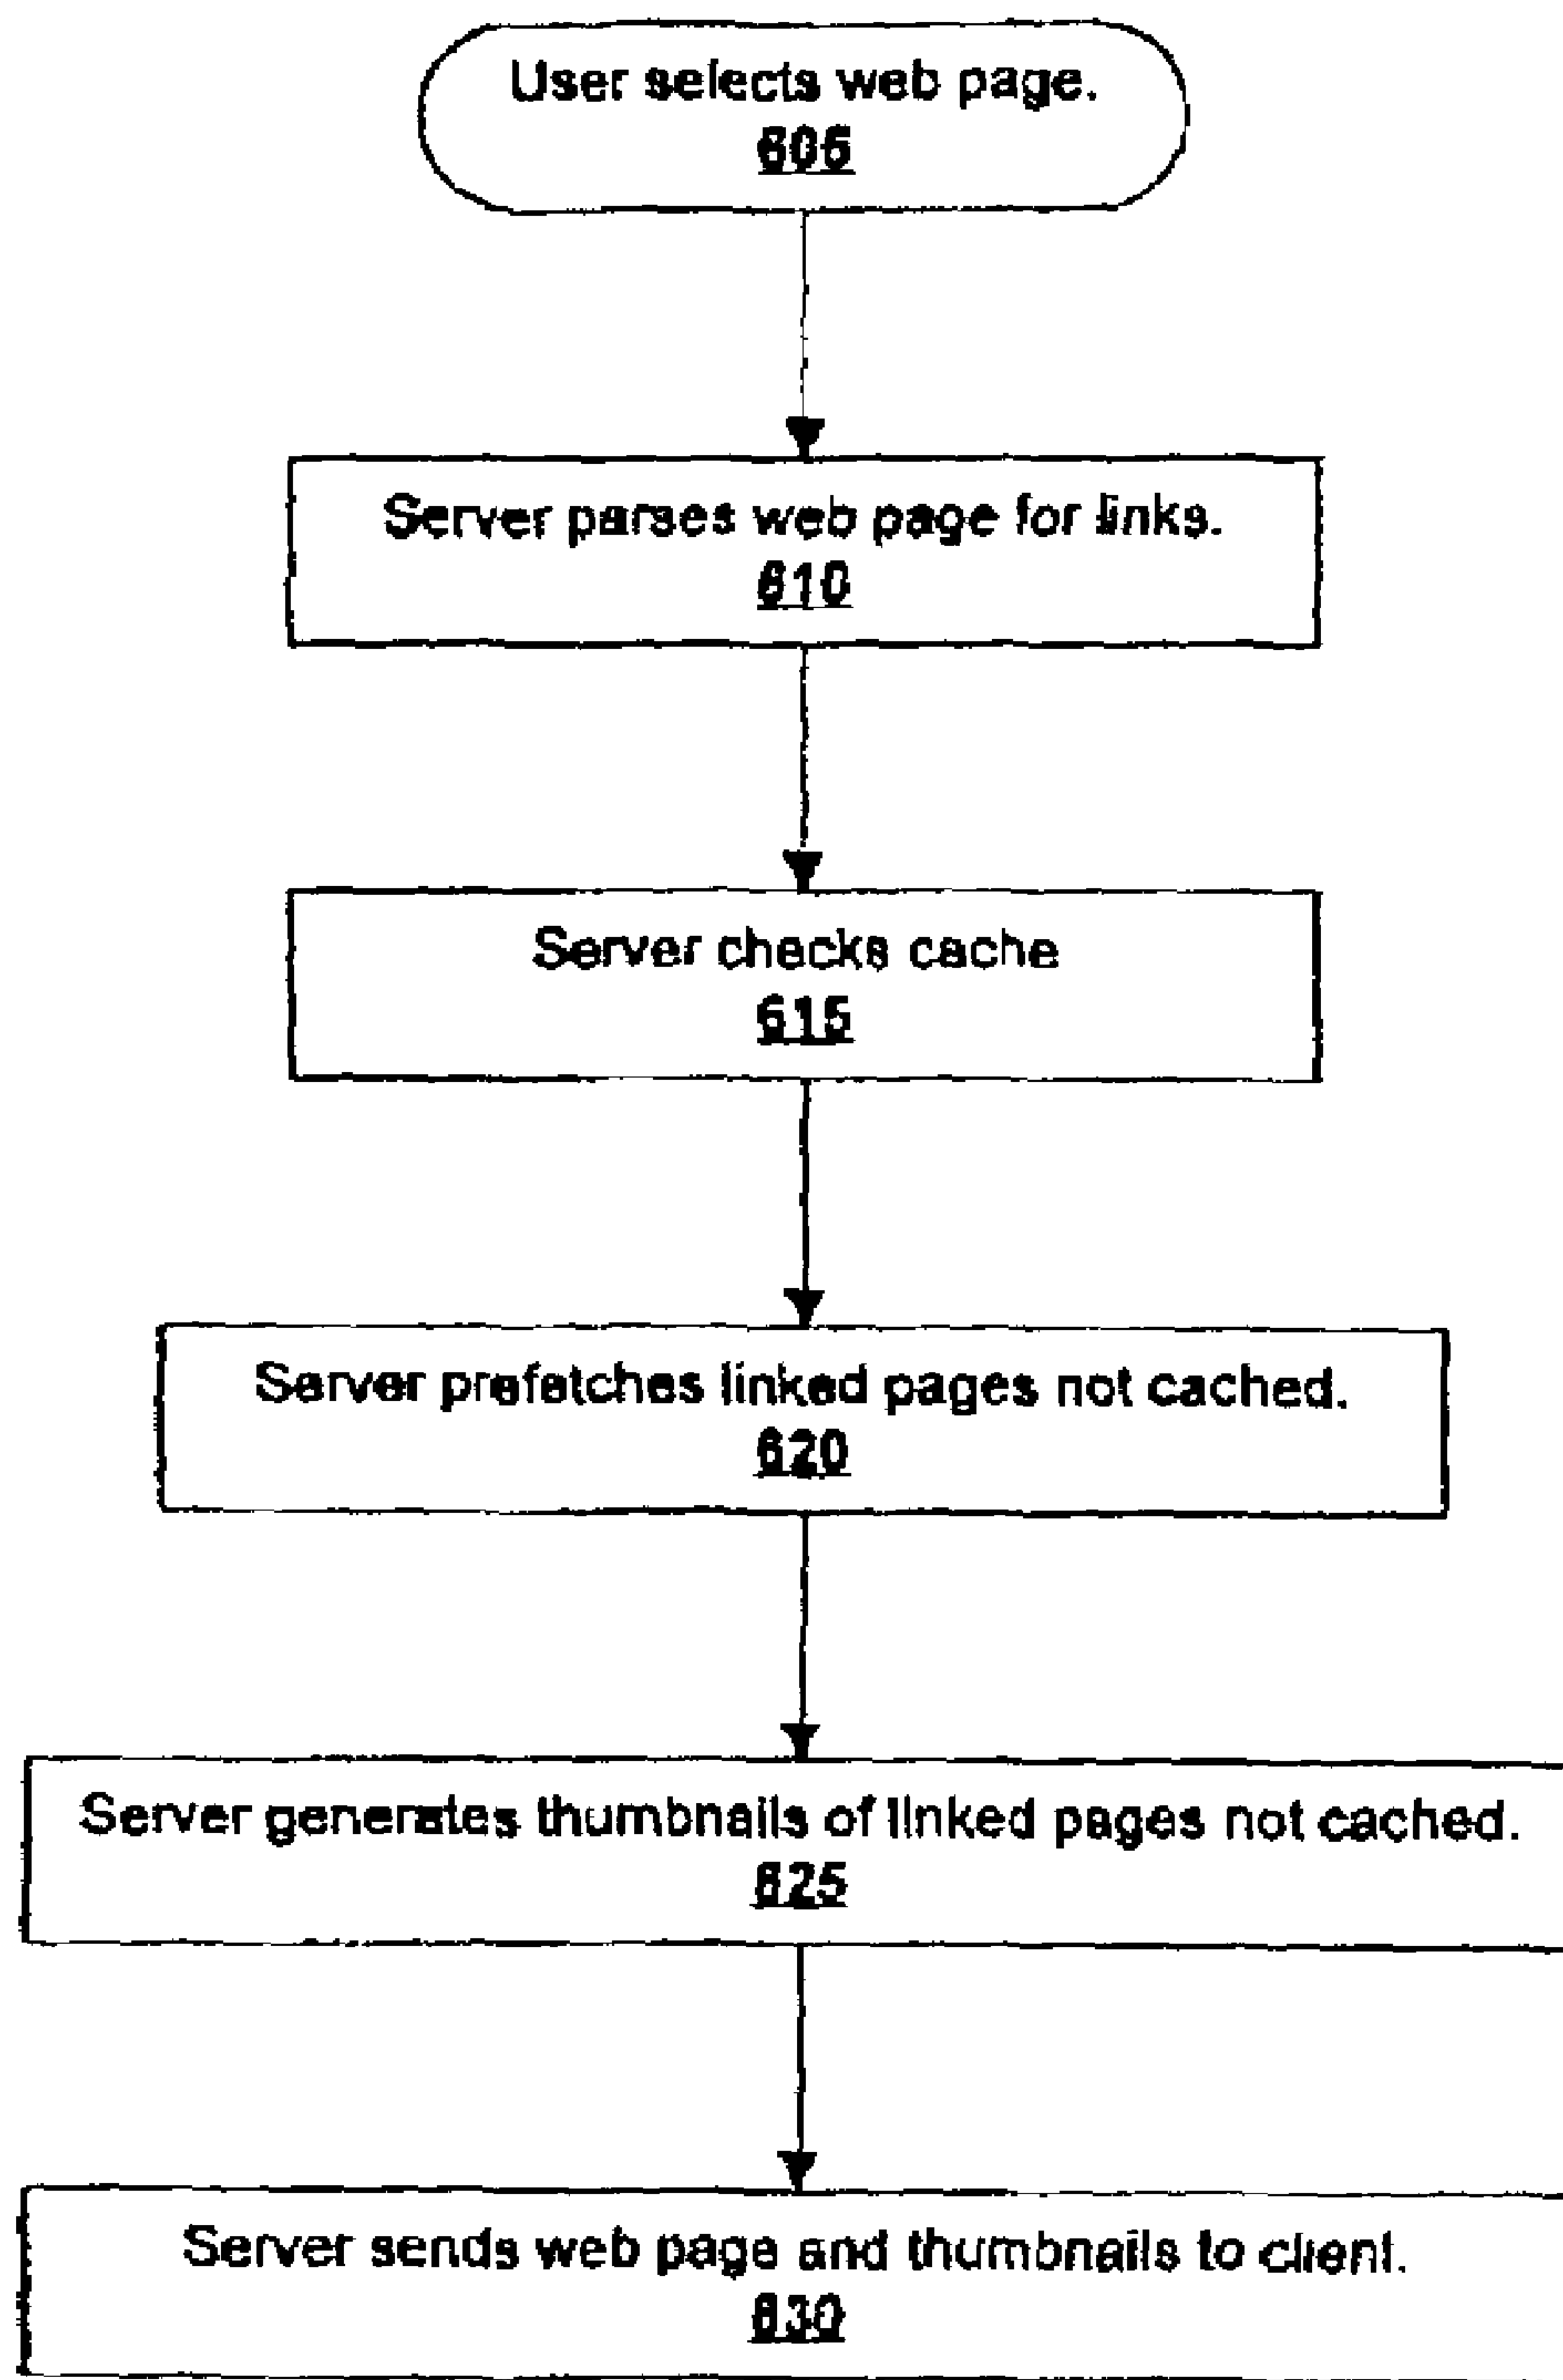 User selects web page.
605
Server parses web page for links.
610
Server checks cache
615
Server prefetches linked pages not cached.
620
Server generates thumbnails of linked pages not cached.
625
Server sends web page and thumbnails to client.
630